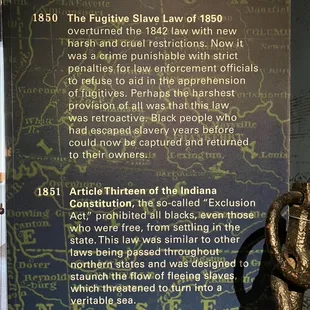 1850 The Fugitive Slave Law of 1850
overturned the 1842 law with new
harsh and cruel restrictions. Now it
was a crime punishable with strict
penalties for law enforcement officials
to refuse to aid in the apprehension
of fugitives. Perhaps the harshest
provision of all was that this law
was retroactive. Black people who
had escaped slavery years before
could now be captured and returned
to their owners.
1851 Article Thirteen of the Indiana
Constitution, the so-called “Exclusion
Act,” prohibited all blacks, even those
who were free, from settling in the
state. This law was similar to other
laws being passed throughout
northern states and was designed to
staunch the flow of fleeing slaves,
which threatened to turn into a
veritable sea.